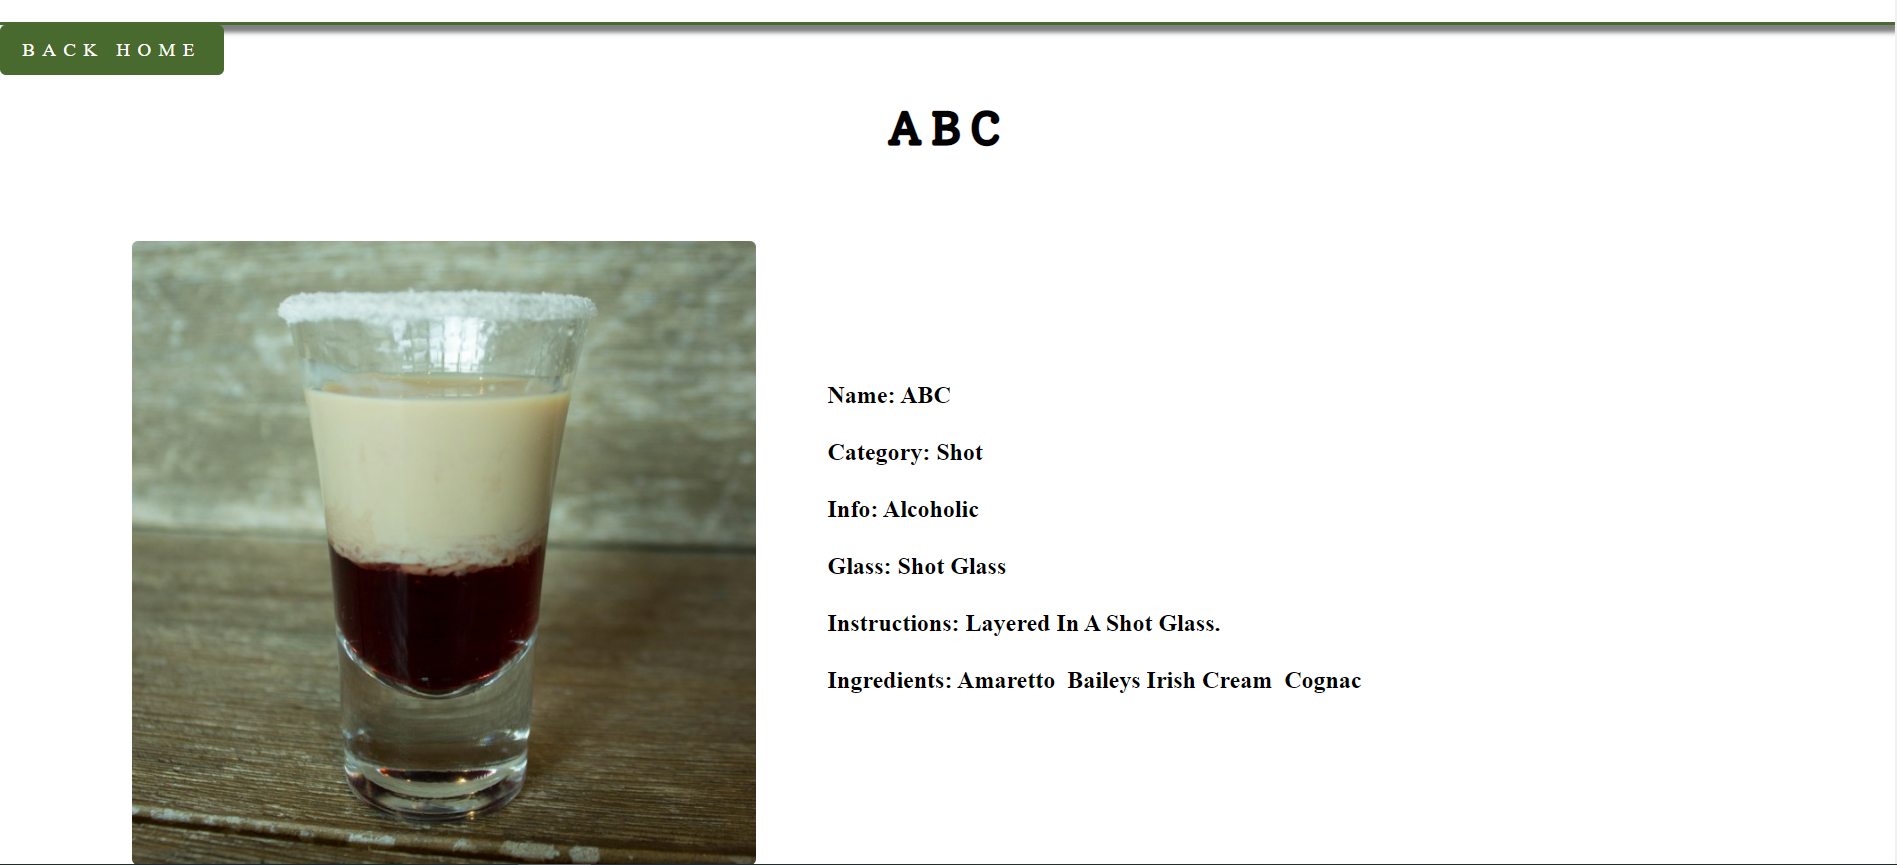 BACK HOME
ABC
Name: ABC
Category: Shot
Info: Alcoholic
Glass: Shot Glass
Instructions: Layered In A Shot Glass.
Ingredients: Amaretto  Baileys Irish Cream  Cognac